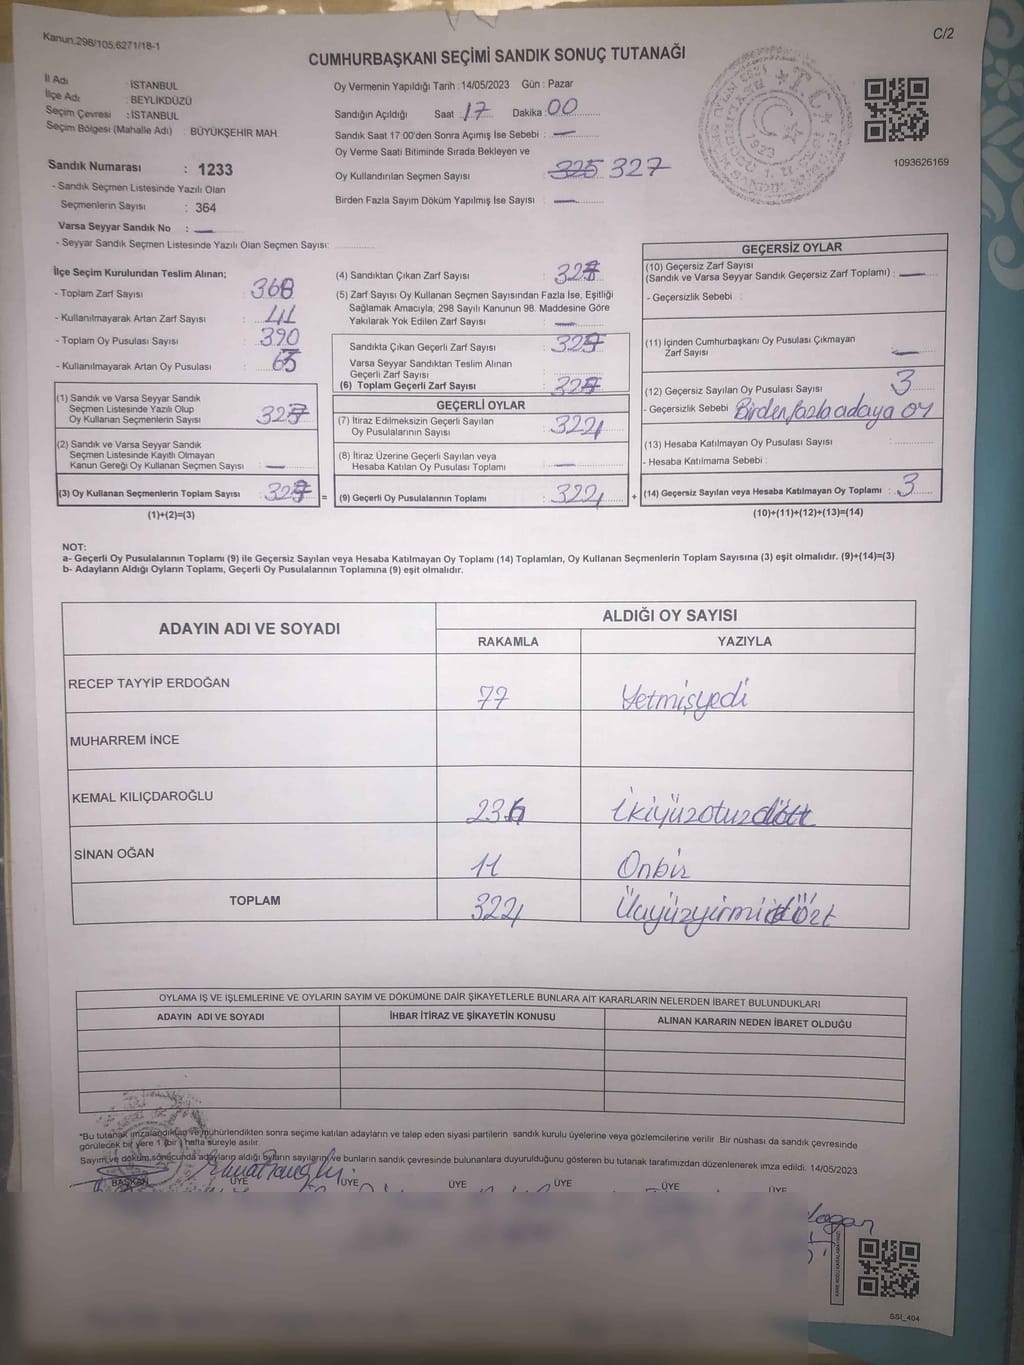 Kanun:298/105;6271/18-1
C/2
CUMHURBAŞKANI SEÇİMİ SANDIK SONUÇ TUTANAĞI
İl Adı : İSTANBUL
İlçe Adı : BEYLİKDÜZÜ
Seçim Çevresi : İSTANBUL
Seçim Bölgesi (Mahalle Adı) : BÜYÜKŞEHİR MAH.
Sandık Numarası : 1233
- Sandık Seçmen Listesinde Yazılı Olan
Seçmenlerin Sayısı : 364
Varsa Seyyar Sandık No : —
- Seyyar Sandık Seçmen Listesinde Yazılı Olan Seçmen Sayısı:
Oy Vermenin Yapıldığı Tarih : 14/05/2023 Gün : Pazar
Sandığın Açıldığı Saat 17 Dakika 00
Sandık Saat 17.00'den Sonra Açımış İse Sebebi : —
Oy Verme Saati Bitiminde Sırada Bekleyen ve
Oy Kullandırılan Seçmen Sayısı 325 327
Birden Fazla Sayım Döküm Yapılmış İse Sayısı : —
1093626169
İlçe Seçim Kurulundan Teslim Alınan;
- Toplam Zarf Sayısı : 368
- Kullanılmayarak Artan Zarf Sayısı : 41
- Toplam Oy Pusulası Sayısı : 390
- Kullanılmayarak Artan Oy Pusulası : 63
(1) Sandık ve Varsa Seyyar Sandık
Seçmen Listesinde Yazılı Olup
Oy Kullanan Seçmenlerin Sayısı : 327
(2) Sandık ve Varsa Seyyar Sandık
Seçmen Listesinde Kayıtlı Olmayan
Kanun Gereği Oy Kullanan Seçmen Sayısı : —
(3) Oy Kullanan Seçmenlerin Toplam Sayısı : 327 =
(1)+(2)=(3)
(4) Sandıktan Çıkan Zarf Sayısı : 327
(5) Zarf Sayısı Oy Kullanan Seçmen Sayısından Fazla İse, Eşitliği
Sağlamak Amacıyla; 298 Sayılı Kanunun 98. Maddesine Göre
Yakılarak Yok Edilen Zarf Sayısı : —
Sandıkta Çıkan Geçerli Zarf Sayısı : 327
Varsa Seyyar Sandıktan Teslim Alınan
Geçerli Zarf Sayısı
(6) Toplam Geçerli Zarf Sayısı : 327
GEÇERLİ OYLAR
(7) İtiraz Edilmeksizin Geçerli Sayılan
Oy Pusulalarının Sayısı : 324
(8) İtiraz Üzerine Geçerli Sayılan veya
Hesaba Katılan Oy Pusulası Toplamı : —
(9) Geçerli Oy Pusulalarının Toplamı : 324 +
GEÇERSİZ OYLAR
(10) Geçersiz Zarf Sayısı
(Sandık ve Varsa Seyyar Sandık Geçersiz Zarf Toplamı) : —
- Geçersizlik Sebebi :
(11) İçinden Cumhurbaşkanı Oy Pusulası Çıkmayan
Zarf Sayısı : —
(12) Geçersiz Sayılan Oy Pusulası Sayısı : 3
- Geçersizlik Sebebi : Birden fazla adaya oy
(13) Hesaba Katılmayan Oy Pusulası Sayısı :
- Hesaba Katılmama Sebebi :
(14) Geçersiz Sayılan veya Hesaba Katılmayan Oy Toplamı : 3
(10)+(11)+(12)+(13)=(14)
NOT:
a- Geçerli Oy Pusulalarının Toplamı (9) ile Geçersiz Sayılan veya Hesaba Katılmayan Oy Toplamı (14) Toplamları, Oy Kullanan Seçmenlerin Toplam Sayısına (3) eşit olmalıdır. (9)+(14)=(3)
b- Adayların Aldığı Oyların Toplamı, Geçerli Oy Pusulalarının Toplamına (9) eşit olmalıdır.
ADAYIN ADI VE SOYADI
ALDIĞI OY SAYISI
RAKAMLA YAZIYLA
RECEP TAYYİP ERDOĞAN 77 Yetmişyedi
MUHARREM İNCE
KEMAL KILIÇDAROĞLU 236 İkiyüzotuzdört
SİNAN OĞAN 11 Onbir
TOPLAM 324 Üçyüzyirmidört
OYLAMA İŞ VE İŞLEMLERİNE VE OYLARIN SAYIM VE DÖKÜMÜNE DAİR ŞİKAYETLERLE BUNLARA AİT KARARLARIN NELERDEN İBARET BULUNDUKLARI
ADAYIN ADI VE SOYADI İHBAR İTİRAZ VE ŞİKAYETİN KONUSU ALINAN KARARIN NEDEN İBARET OLDUĞU
*Bu tutanak imzalandıktan ve mühürlendikten sonra seçime katılan adayların ve talep eden siyasi partilerin sandık kurulu üyelerine veya gözlemcilerine verilir .Bir nüshası da sandık çevresinde
görülecek bir yere 1 (bir) hafta süreyle asılır.
Sayım ve döküm sonucunda adayların aldığı oyların sayılarını ve bunların sandık çevresinde bulunanlara duyurulduğunu gösteren bu tutanak tarafımızdan düzenlenerek imza edildi. 14/05/2023
BAŞKAN ÜYE ÜYE ÜYE ÜYE ÜYE ÜYE
SSİ_404